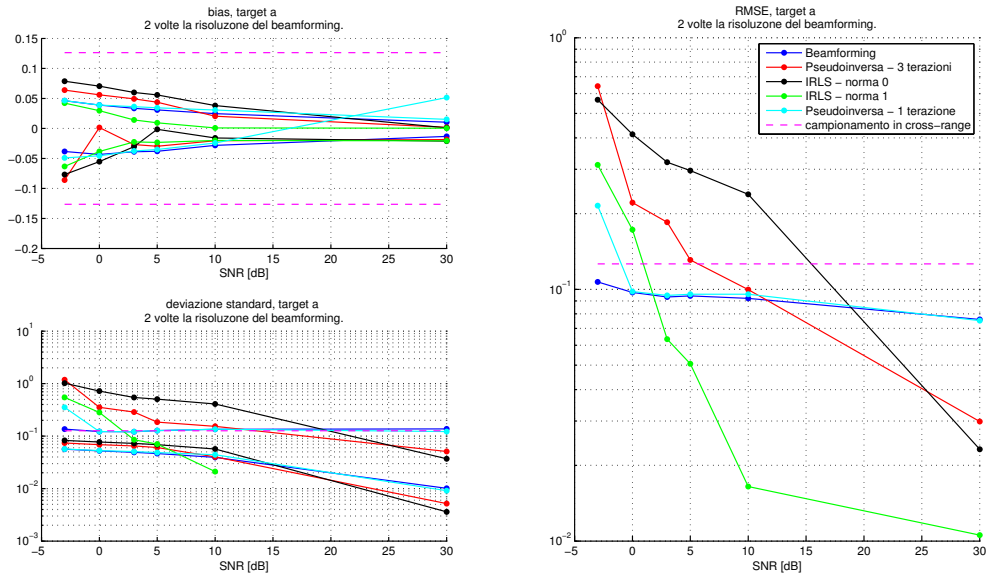 bias, target a
2 volte la risoluzone del beamforming.
0.15
0.1
0.05
0
−0.05
−0.1
−0.15
−0.2
−5
0
5
10
15
20
25
30
SNR [dB]
deviazione standard, target a
2 volte la risoluzone del beamforming.
10^1
10^0
10^−1
10^−2
10^−3
−5
0
5
10
15
20
25
30
SNR [dB]
RMSE, target a
2 volte la risoluzone del beamforming.
Beamforming
Pseudoinversa − 3 terazioni
IRLS − norma 0
IRLS − norma 1
Pseudoinversa − 1 terazione
campionamento in cross−range
10^0
10^−1
10^−2
−5
0
5
10
15
20
25
30
SNR [dB]